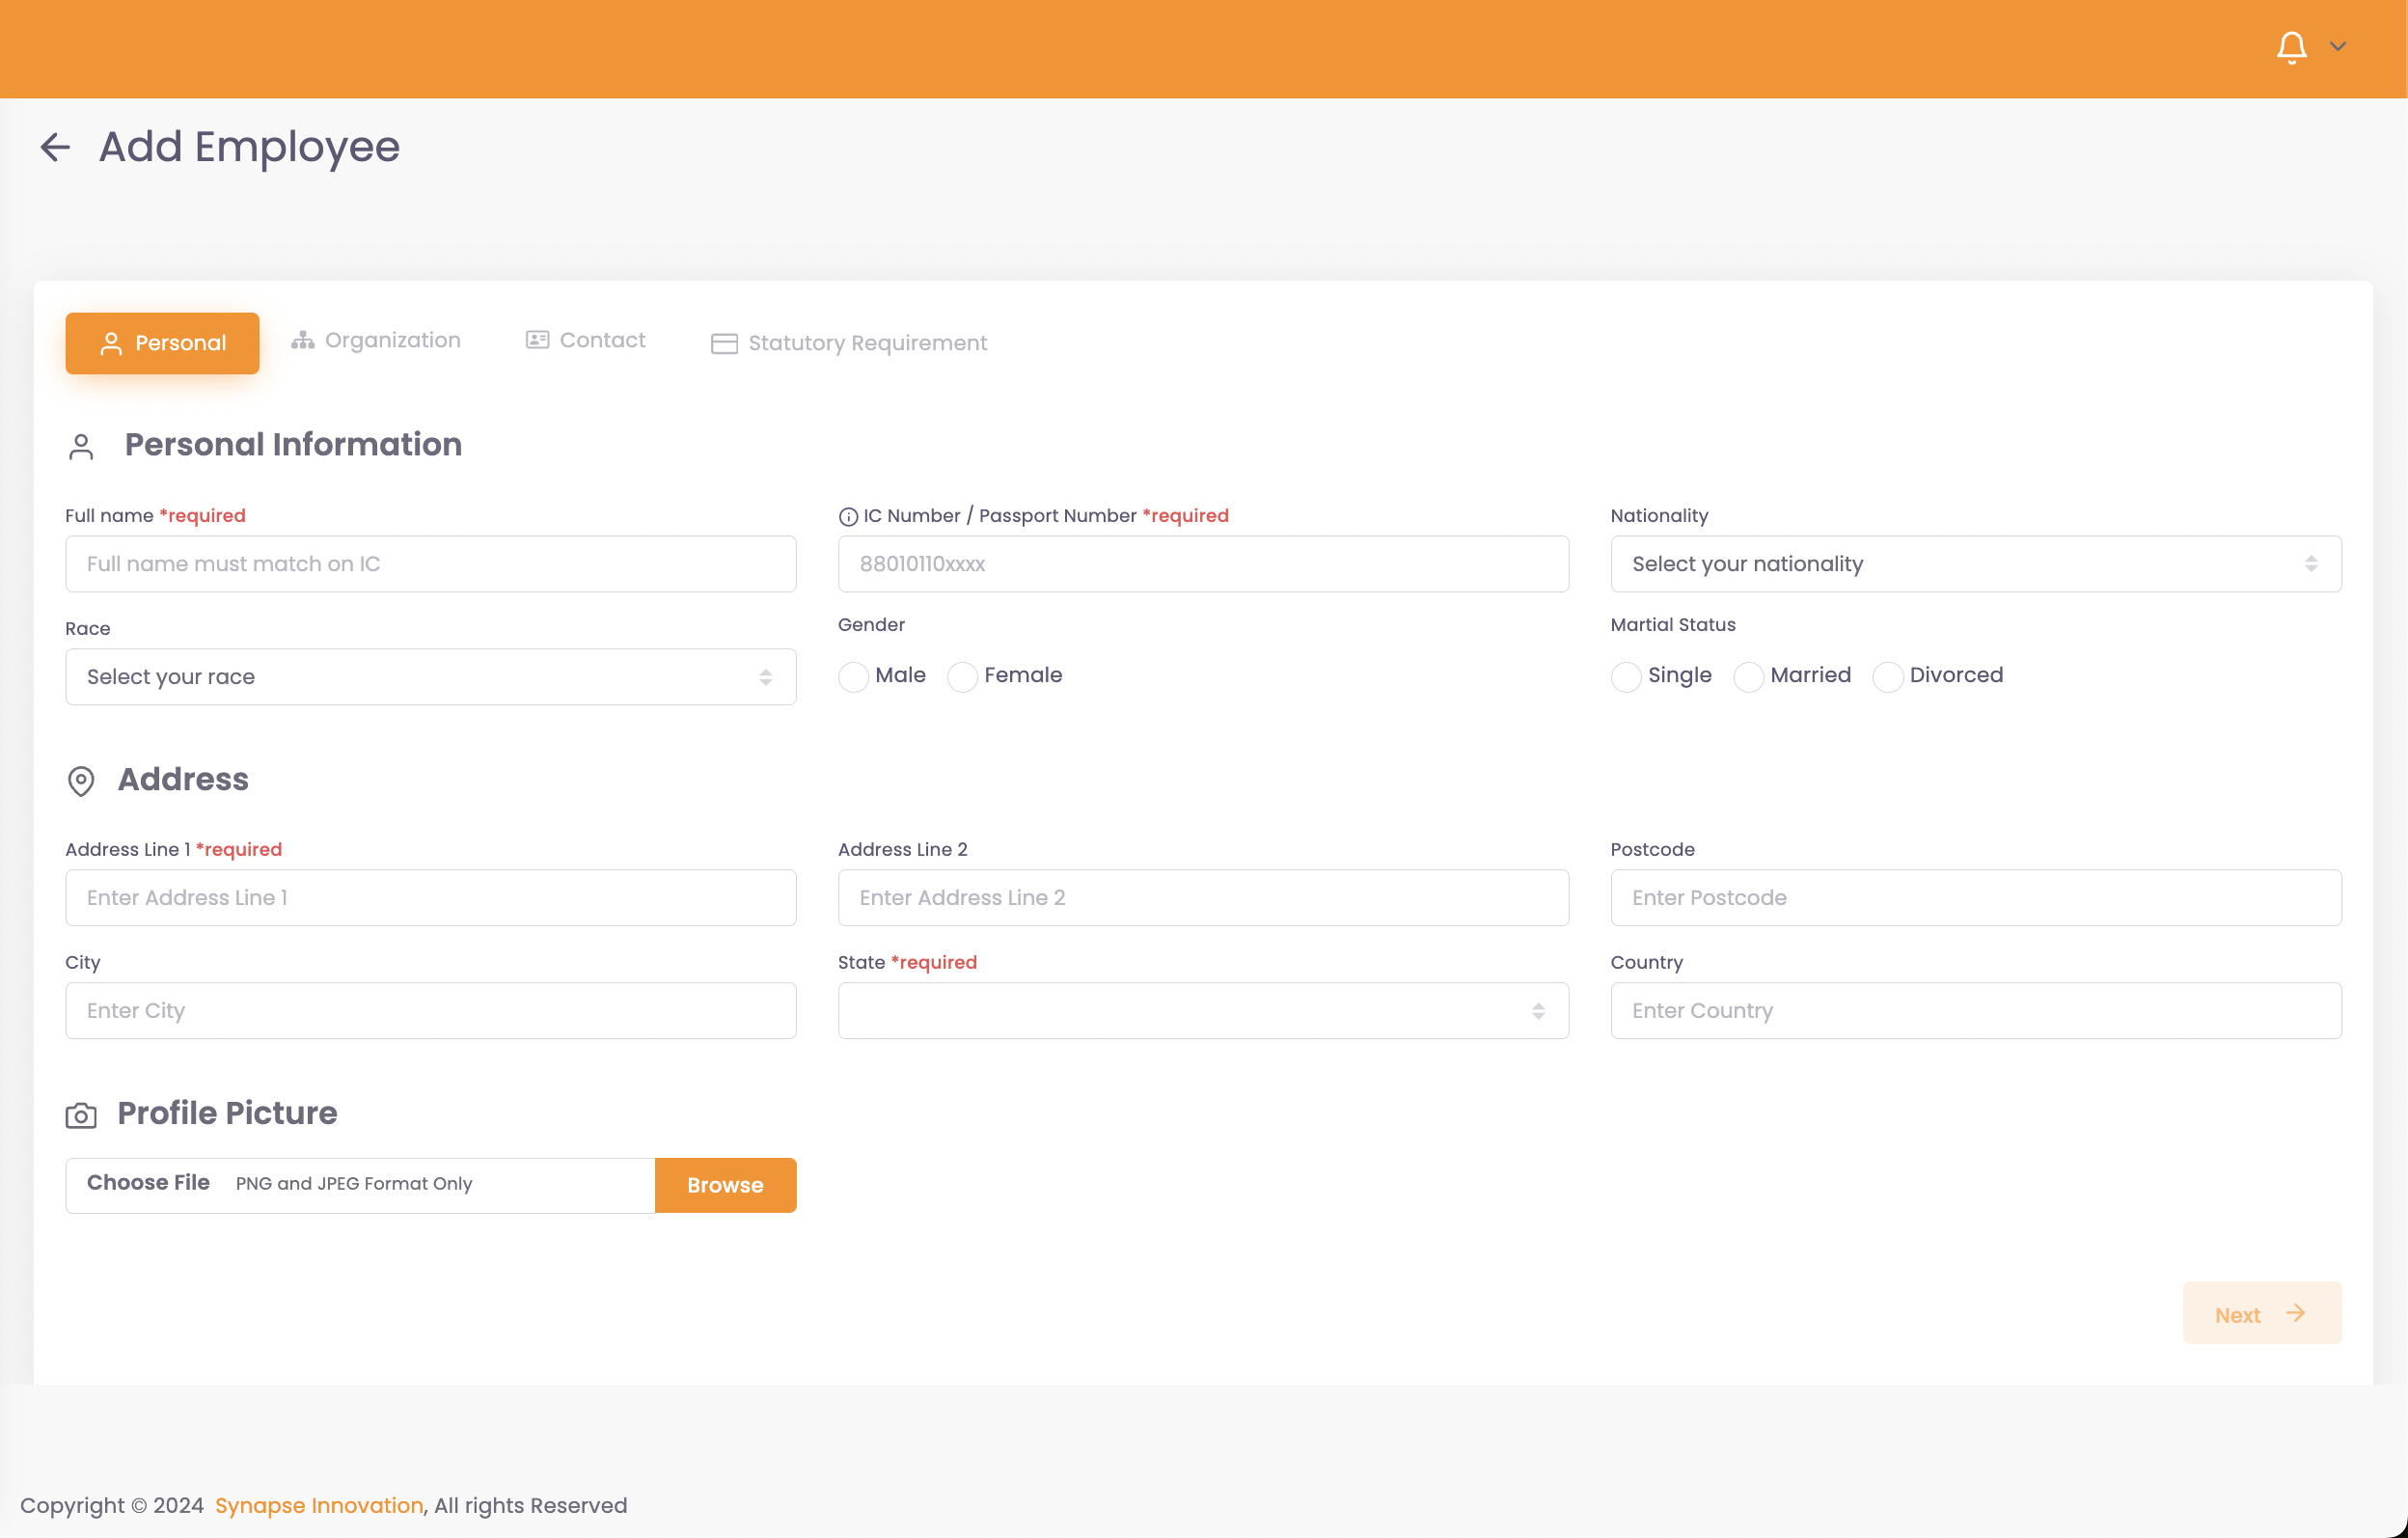 Add Employee
Personal
Organization
Contact
Statutory Requirement
Personal Information
Full name *required
IC Number / Passport Number *required
Nationality
Full name must match on IC
88010110xxxx
Select your nationality
Race
Gender
Martial Status
Select your race
Male
Female
Single
Married
Divorced
Address
Address Line 1 *required
Address Line 2
Postcode
Enter Address Line 1
Enter Address Line 2
Enter Postcode
City
State *required
Country
Enter City
Enter Country
Profile Picture
Choose File PNG and JPEG Format Only
Browse
Next
Copyright © 2024 Synapse Innovation, All rights Reserved